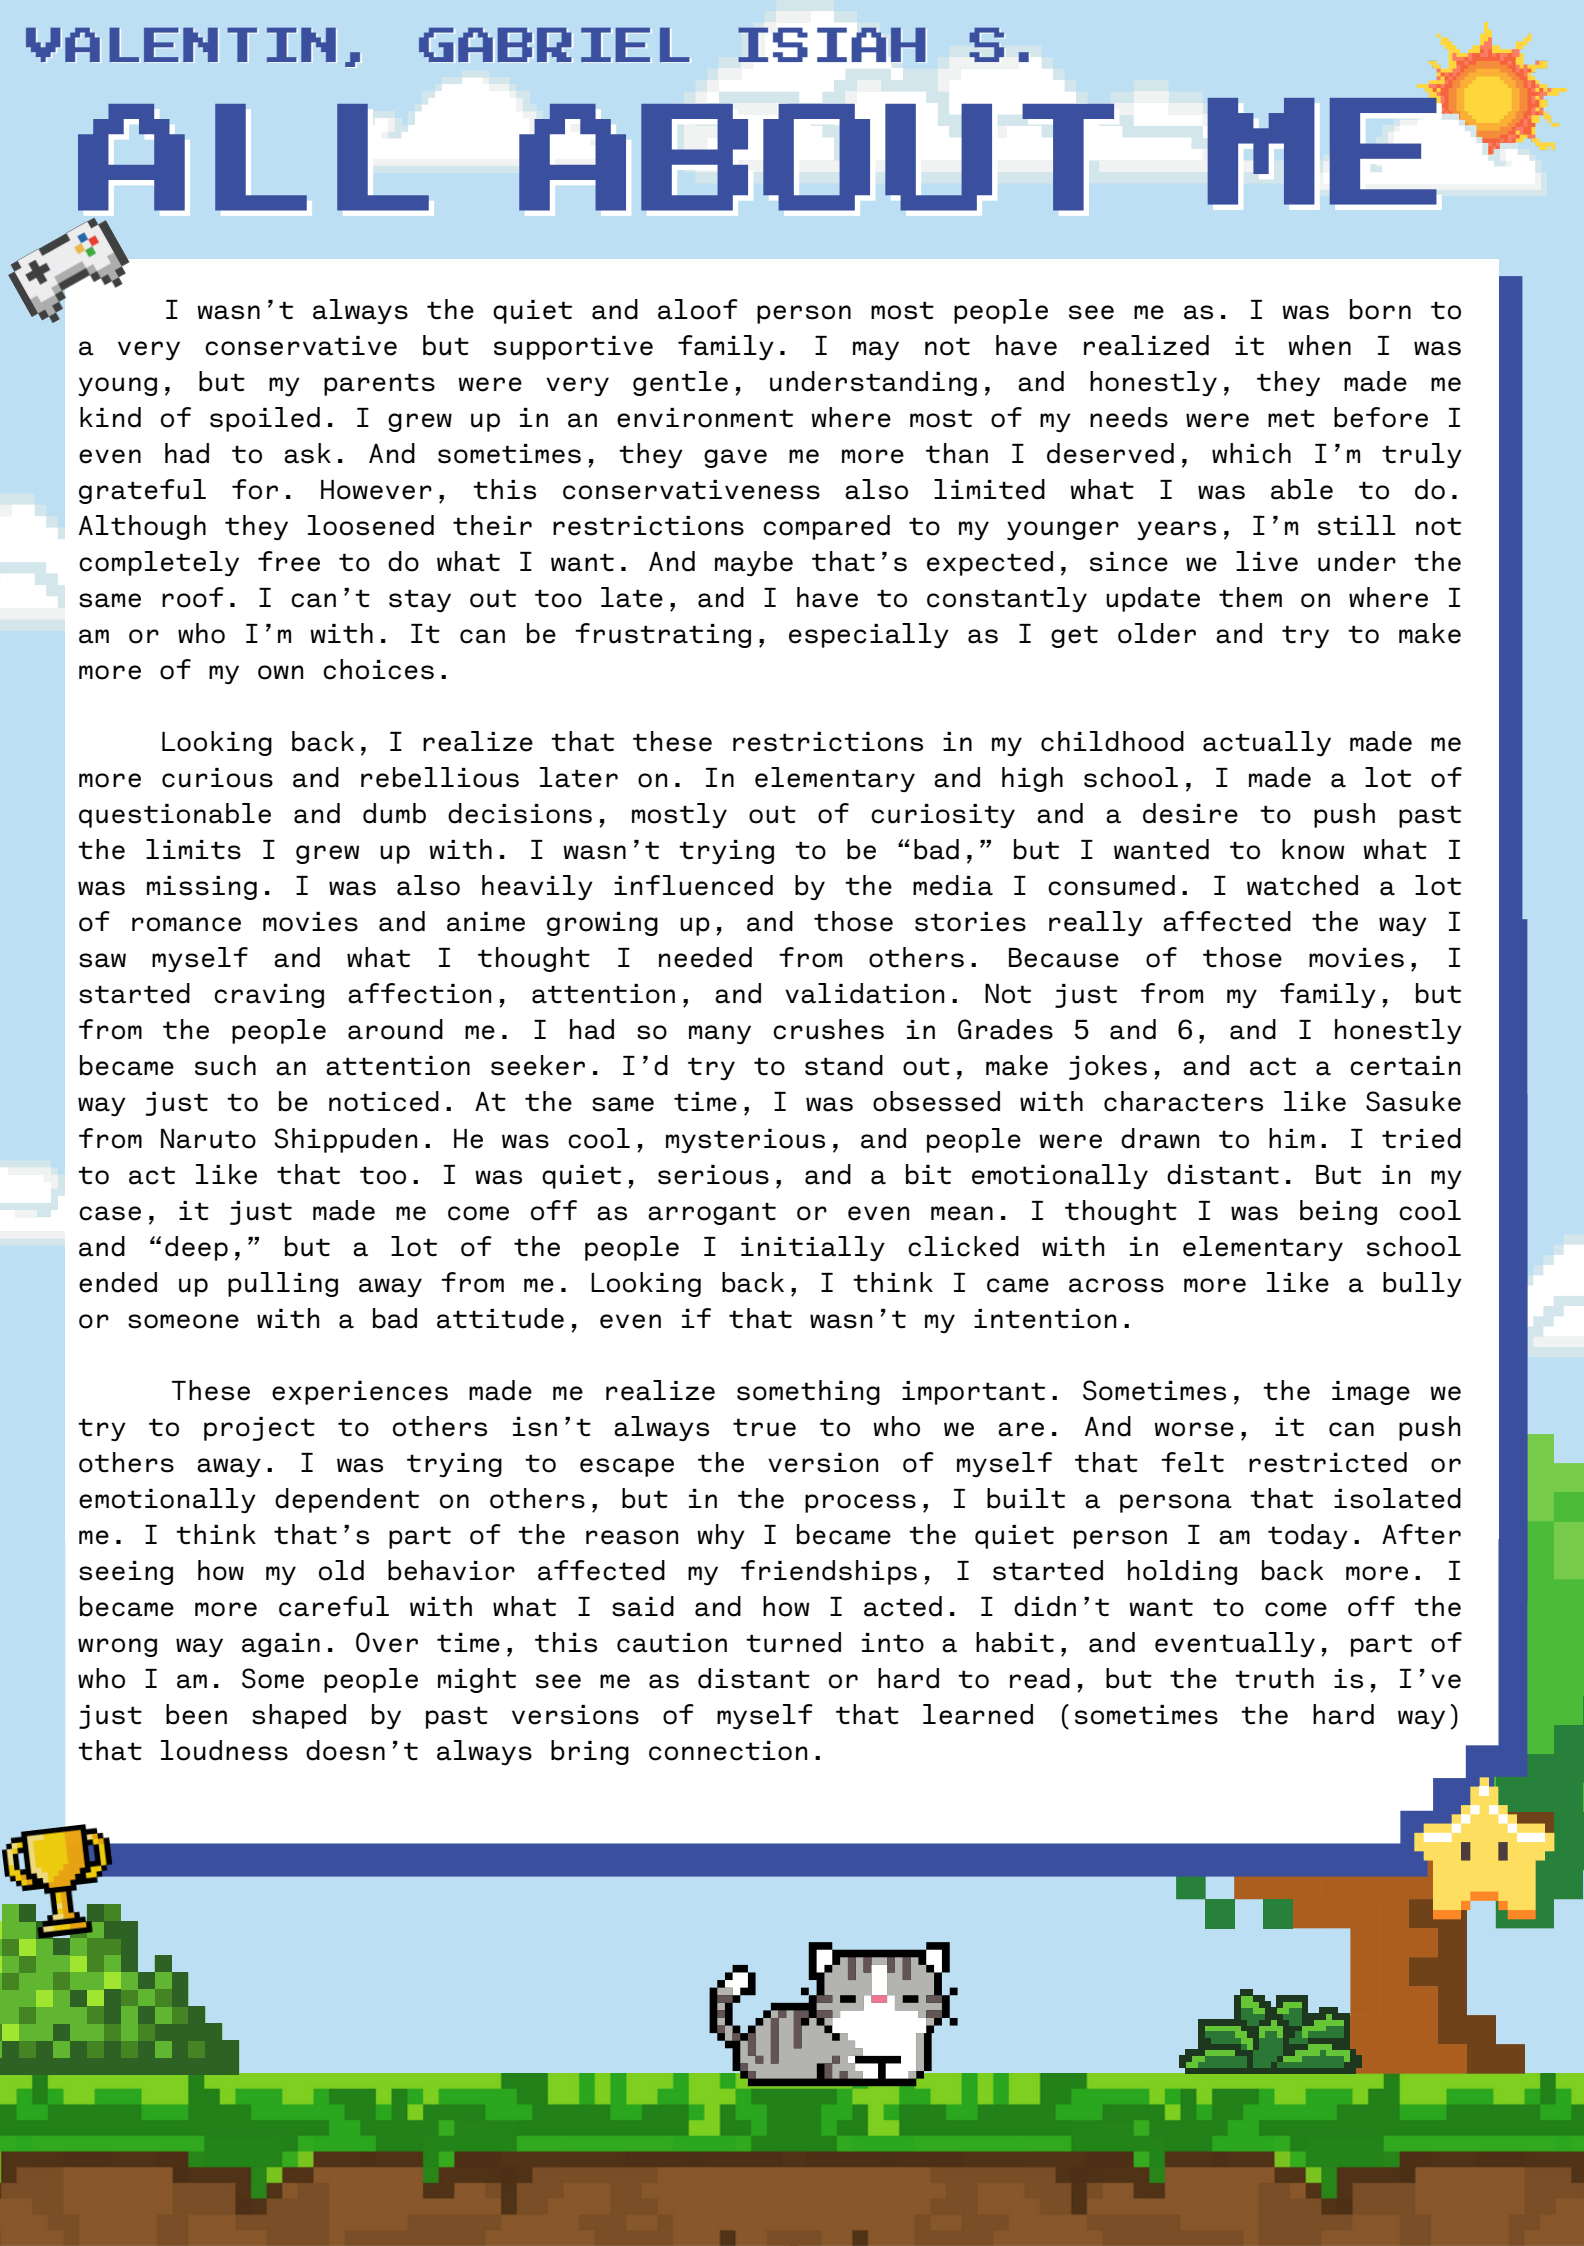 VALENTIN, GABRIEL ISIAH S.
ALL ABOUT ME
I wasn’t always the quiet and aloof person most people see me as. I was born to
a very conservative but supportive family. I may not have realized it when I was
young, but my parents were very gentle, understanding, and honestly, they made me
kind of spoiled. I grew up in an environment where most of my needs were met before I
even had to ask. And sometimes, they gave me more than I deserved, which I’m truly
grateful for. However, this conservativeness also limited what I was able to do.
Although they loosened their restrictions compared to my younger years, I’m still not
completely free to do what I want. And maybe that’s expected, since we live under the
same roof. I can’t stay out too late, and I have to constantly update them on where I
am or who I’m with. It can be frustrating, especially as I get older and try to make
more of my own choices.
Looking back, I realize that these restrictions in my childhood actually made me
more curious and rebellious later on. In elementary and high school, I made a lot of
questionable and dumb decisions, mostly out of curiosity and a desire to push past
the limits I grew up with. I wasn’t trying to be “bad,” but I wanted to know what I
was missing. I was also heavily influenced by the media I consumed. I watched a lot
of romance movies and anime growing up, and those stories really affected the way I
saw myself and what I thought I needed from others. Because of those movies, I
started craving affection, attention, and validation. Not just from my family, but
from the people around me. I had so many crushes in Grades 5 and 6, and I honestly
became such an attention seeker. I’d try to stand out, make jokes, and act a certain
way just to be noticed. At the same time, I was obsessed with characters like Sasuke
from Naruto Shippuden. He was cool, mysterious, and people were drawn to him. I tried
to act like that too. I was quiet, serious, and a bit emotionally distant. But in my
case, it just made me come off as arrogant or even mean. I thought I was being cool
and “deep,” but a lot of the people I initially clicked with in elementary school
ended up pulling away from me. Looking back, I think I came across more like a bully
or someone with a bad attitude, even if that wasn’t my intention.
These experiences made me realize something important. Sometimes, the image we
try to project to others isn’t always true to who we are. And worse, it can push
others away. I was trying to escape the version of myself that felt restricted or
emotionally dependent on others, but in the process, I built a persona that isolated
me. I think that’s part of the reason why I became the quiet person I am today. After
seeing how my old behavior affected my friendships, I started holding back more. I
became more careful with what I said and how I acted. I didn’t want to come off the
wrong way again. Over time, this caution turned into a habit, and eventually, part of
who I am. Some people might see me as distant or hard to read, but the truth is, I’ve
just been shaped by past versions of myself that learned (sometimes the hard way)
that loudness doesn’t always bring connection.